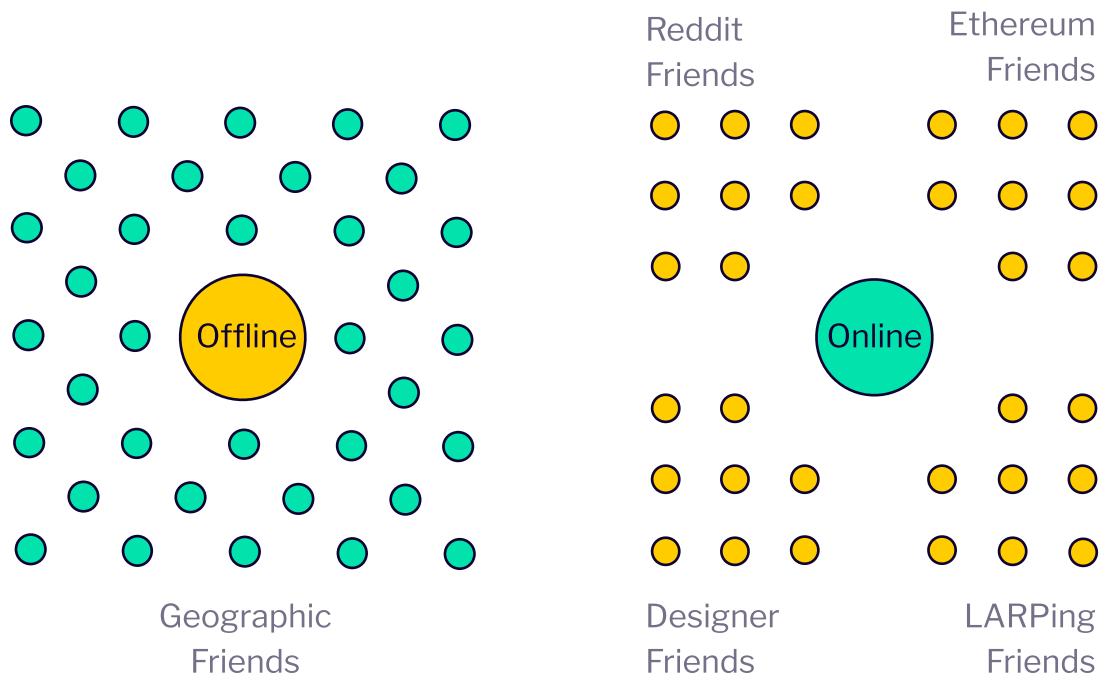 Reddit
Friends
Ethereum
Friends
Offline
Online
Geographic
Friends
Designer
Friends
LARPing
Friends